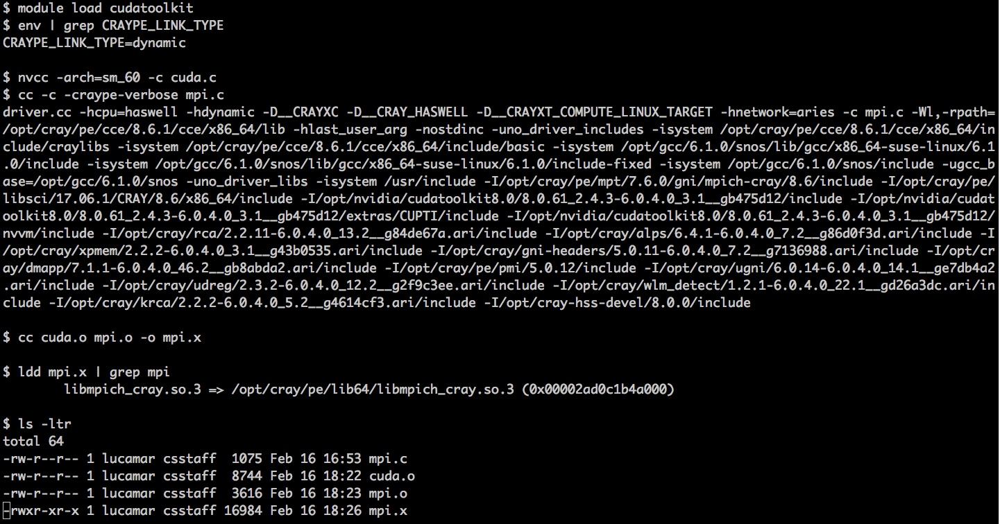 $ module load cudatoolkit
$ env | grep CRAYPE_LINK_TYPE
CRAYPE_LINK_TYPE=dynamic
$ nvcc -arch=sm_60 -c cuda.c
$ cc -c -craype-verbose mpi.c
driver.cc -hcpu=haswell -hdynamic -D__CRAYXC -D__CRAY_HASWELL -D__CRAYXT_COMPUTE_LINUX_TARGET -hnetwork=aries -c mpi.c -Wl,-rpath=
/opt/cray/pe/cce/8.6.1/cce/x86_64/lib -hlast_user_arg -nostdinc -uno_driver_includes -isystem /opt/cray/pe/cce/8.6.1/cce/x86_64/in
clude/craylibs -isystem /opt/cray/pe/cce/8.6.1/cce/x86_64/include/basic -isystem /opt/gcc/6.1.0/snos/lib/gcc/x86_64-suse-linux/6.1
.0/include -isystem /opt/gcc/6.1.0/snos/lib/gcc/x86_64-suse-linux/6.1.0/include-fixed -isystem /opt/gcc/6.1.0/snos/include -ugcc_b
ase=/opt/gcc/6.1.0/snos -uno_driver_libs -isystem /usr/include -I/opt/cray/pe/mpt/7.6.0/gni/mpich-cray/8.6/include -I/opt/cray/pe/
libsci/17.06.1/CRAY/8.6/x86_64/include -I/opt/nvidia/cudatoolkit8.0/8.0.61_2.4.3-6.0.4.0_3.1__gb475d12/include -I/opt/nvidia/cudat
oolkit8.0/8.0.61_2.4.3-6.0.4.0_3.1__gb475d12/extras/CUPTI/include -I/opt/nvidia/cudatoolkit8.0/8.0.61_2.4.3-6.0.4.0_3.1__gb475d12/
nvvm/include -I/opt/cray/rca/2.2.11-6.0.4.0_13.2__g84de67a.ari/include -I/opt/cray/alps/6.4.1-6.0.4.0_7.2__g86d0f3d.ari/include -I
/opt/cray/xpmem/2.2.2-6.0.4.0_3.1__g43b0535.ari/include -I/opt/cray/gni-headers/5.0.11-6.0.4.0_7.2__g7136988.ari/include -I/opt/cr
ay/dmapp/7.1.1-6.0.4.0_46.2__gb8abda2.ari/include -I/opt/cray/pe/pmi/5.0.12/include -I/opt/cray/ugni/6.0.14-6.0.4.0_14.1__ge7db4a2
.ari/include -I/opt/cray/udreg/2.3.2-6.0.4.0_12.2__g2f9c3ee.ari/include -I/opt/cray/wlm_detect/1.2.1-6.0.4.0_22.1__gd26a3dc.ari/in
clude -I/opt/cray/krca/2.2.2-6.0.4.0_5.2__g4614cf3.ari/include -I/opt/cray-hss-devel/8.0.0/include
$ cc cuda.o mpi.o -o mpi.x
$ ldd mpi.x | grep mpi
libmpich_cray.so.3 => /opt/cray/pe/lib64/libmpich_cray.so.3 (0x00002ad0c1b4a000)
$ ls -ltr
total 64
-rw-r--r-- 1 lucamar csstaff 1075 Feb 16 16:53 mpi.c
-rw-r--r-- 1 lucamar csstaff 8744 Feb 16 18:22 cuda.o
-rw-r--r-- 1 lucamar csstaff 3616 Feb 16 18:23 mpi.o
-rwxr-xr-x 1 lucamar csstaff 16984 Feb 16 18:26 mpi.x